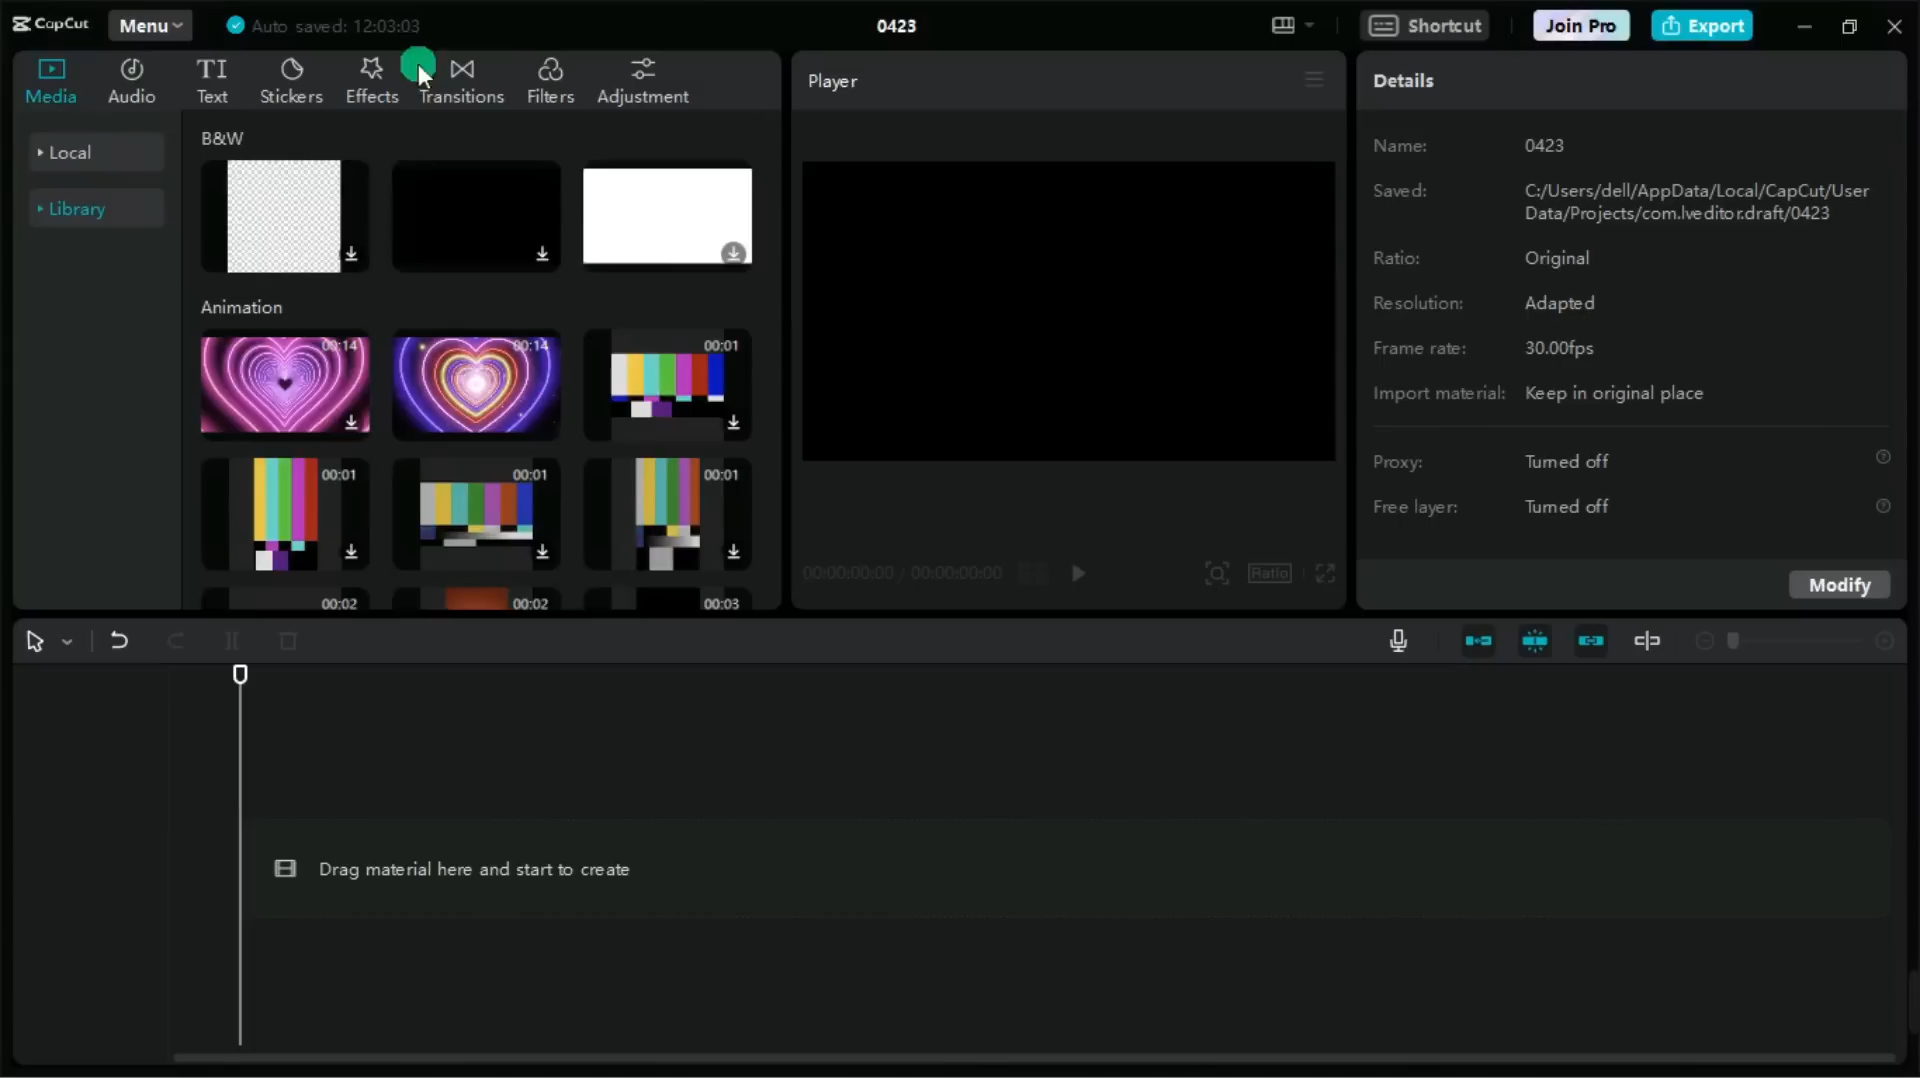 CapCut
Menu
Auto saved: 12:03:03
0423
Shortcut
Join Pro
Export
Media
Audio
TI
Text
Stickers
Effects
Transitions
Filters
Adjustment
Player
Details
Local
Library
B&W
Animation
00:14
00:14
00:01
00:01
00:01
00:01
00:02
00:02
00:03
00:00:00:00 / 00:00:00:00
Ratio
Name: 0423
Saved: C:/Users/dell/AppData/Local/CapCut/User
Data/Projects/com.lveditor.draft/0423
Ratio: Original
Resolution: Adapted
Frame rate: 30.00fps
Import material: Keep in original place
Proxy: Turned off
Free layer: Turned off
Modify
Drag material here and start to create